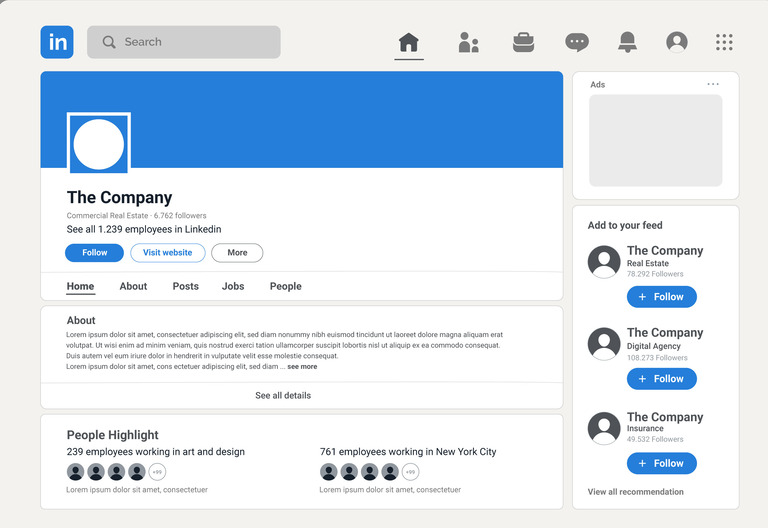 in
Search
The Company
Commercial Real Estate · 6.762 followers
See all 1.239 employees in Linkedin
Follow
Visit website
More
Home
About
Posts
Jobs
People
About
Lorem ipsum dolor sit amet, consectetuer adipiscing elit, sed diam nonummy nibh euismod tincidunt ut laoreet dolore magna aliquam erat
volutpat. Ut wisi enim ad minim veniam, quis nostrud exerci tation ullamcorper suscipit lobortis nisl ut aliquip ex ea commodo consequat.
Duis autem vel eum iriure dolor in hendrerit in vulputate velit esse molestie consequat.
Lorem ipsum dolor sit amet, cons ectetuer adipiscing elit, sed diam ... see more
See all details
People Highlight
239 employees working in art and design
+99
Lorem ipsum dolor sit amet, consectetuer
761 employees working in New York City
+99
Lorem ipsum dolor sit amet, consectetuer
Ads
Add to your feed
The Company
Real Estate
78.292 Followers
+ Follow
The Company
Digital Agency
108.273 Followers
+ Follow
The Company
Insurance
49.532 Followers
+ Follow
View all recommendation